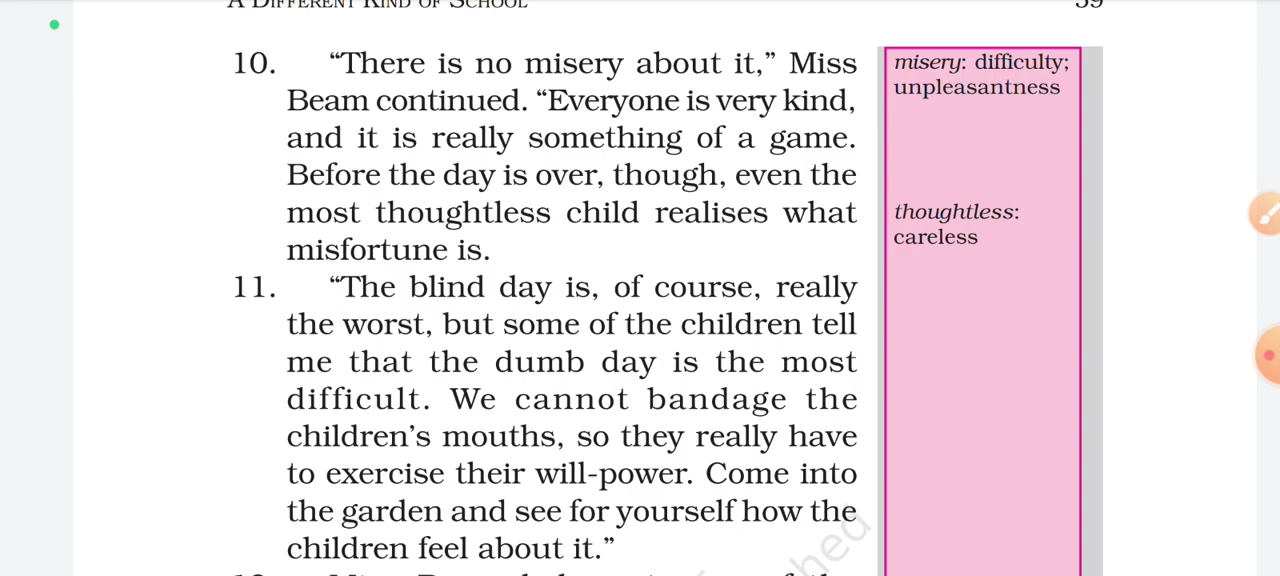 A DIFFERENT KIND OF SCHOOL 59
10. “There is no misery about it,” Miss
Beam continued. “Everyone is very kind,
and it is really something of a game.
Before the day is over, though, even the
most thoughtless child realises what
misfortune is.
11. “The blind day is, of course, really
the worst, but some of the children tell
me that the dumb day is the most
difficult. We cannot bandage the
children’s mouths, so they really have
to exercise their will-power. Come into
the garden and see for yourself how the
children feel about it.”
misery: difficulty;
unpleasantness
thoughtless:
careless